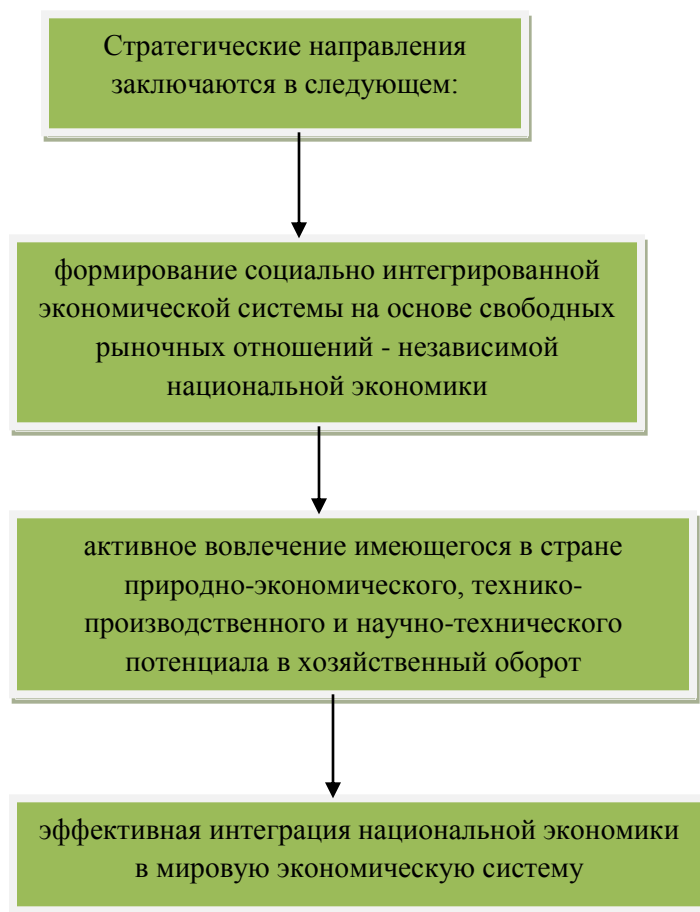 Стратегические направления
заключаются в следующем:
формирование социально интегрированной
экономической системы на основе свободных
рыночных отношений - независимой
национальной экономики
активное вовлечение имеющегося в стране
природно-экономического, технико-
производственного и научно-технического
потенциала в хозяйственный оборот
эффективная интеграция национальной экономики
в мировую экономическую систему